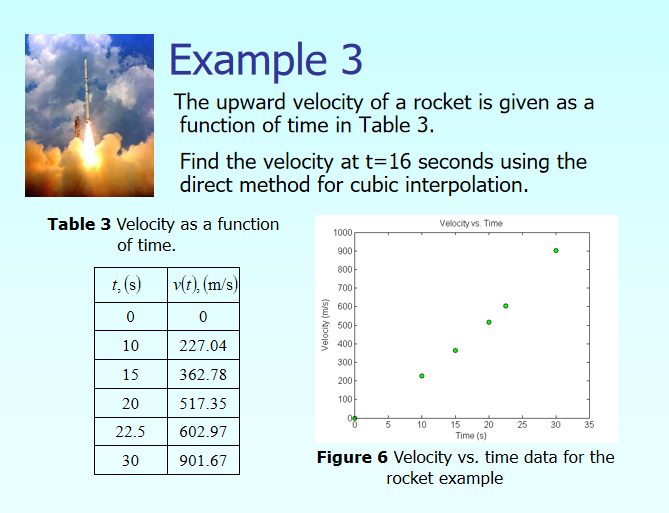 Example 3
The upward velocity of a rocket is given as a
function of time in Table 3.
Find the velocity at t=16 seconds using the
direct method for cubic interpolation.
Table 3 Velocity as a function
of time.
t, (s) v(t), (m/s)
0 0
10 227.04
15 362.78
20 517.35
22.5 602.97
30 901.67
Velocity vs. Time
Velocity (m/s)
1000
900
800
700
600
500
400
300
200
100
0
0 5 10 15 20 25 30 35
Time (s)
Figure 6 Velocity vs. time data for the
rocket example